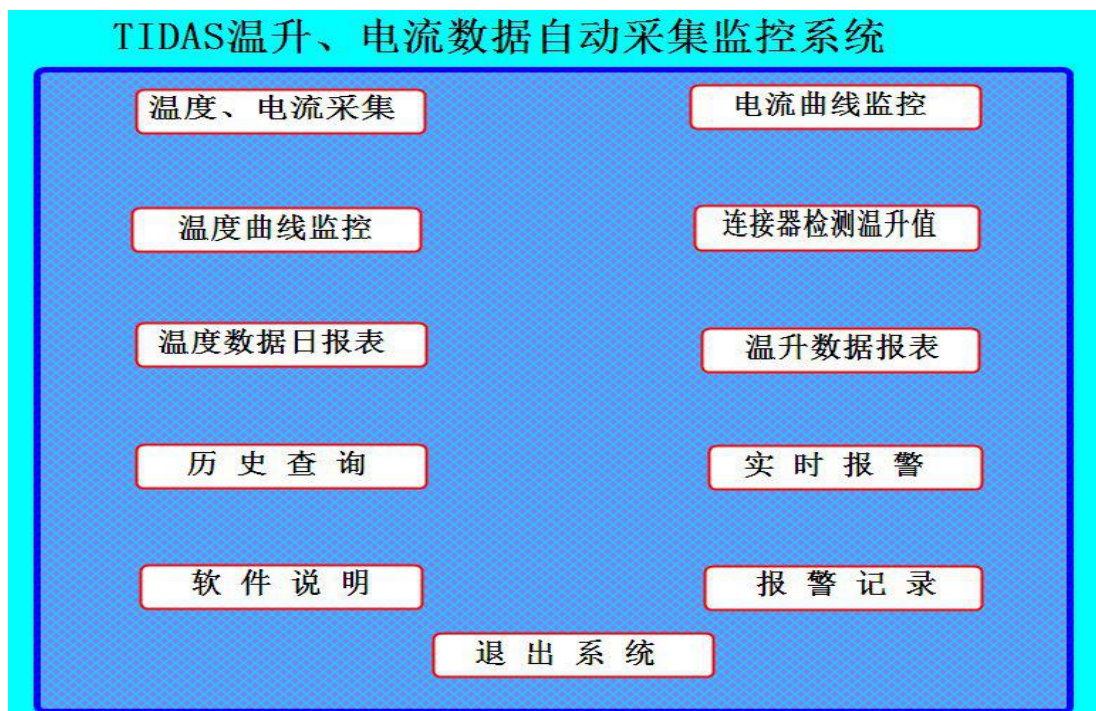 TIDAS温升、电流数据自动采集监控系统
温度、电流采集
电流曲线监控
温度曲线监控
连接器检测温升值
温度数据日报表
温升数据报表
历 史 查 询
实 时 报 警
软 件 说 明
报 警 记 录
退 出 系 统